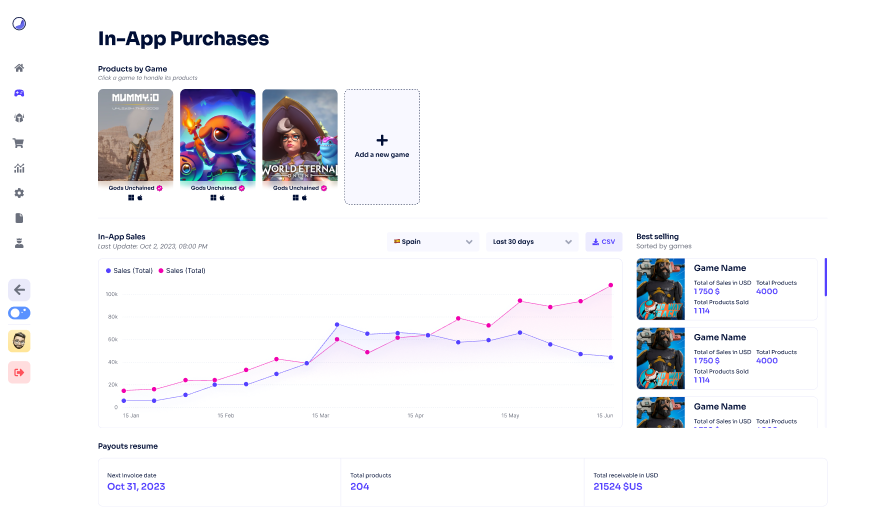 In-App Purchases
Products by Game
Click a game to handle its products
MUMMY.IO
Gods Unchained
Gods Unchained
WORLD ETERNAL
ONLINE
Gods Unchained
Add a new game
In-App Sales
Last Update: Oct 2, 2023, 08:00 PM
Spain
Last 30 days
CSV
Sales (Total) Sales (Total)
100k
80k
60k
40k
20k
0
15 Jan 15 Feb 15 Mar 15 Apr 15 May 15 Jun
Best selling
Sorted by games
Game Name
Total of Sales in USD Total Products
1 750 $ 4000
Total Products Sold
1 114
Game Name
Total of Sales in USD Total Products
1 750 $ 4000
Total Products Sold
1 114
Game Name
Total of Sales in USD Total Products
Payouts resume
Next invoice date
Oct 31, 2023
Total products
204
Total receivable in USD
21524 $US